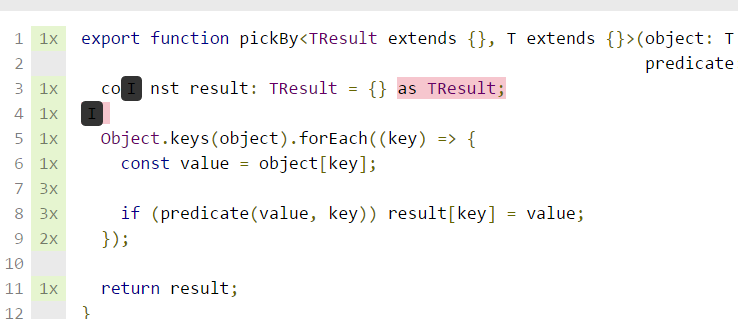 1 1x export function pickBy<TResult extends {}, T extends {}>(object: T
2 predicate
3 1x co I nst result: TResult = {} as TResult;
4 1x I
5 1x Object.keys(object).forEach((key) => {
6 1x const value = object[key];
7 3x
8 3x if (predicate(value, key)) result[key] = value;
9 2x });
10
11 1x return result;
12 }